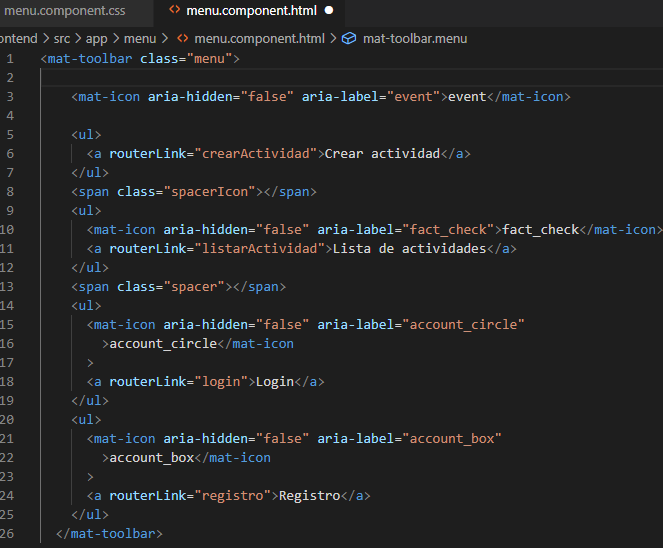 menu.component.css
menu.component.html
ontend > src > app > menu > menu.component.html > mat-toolbar.menu
1 <mat-toolbar class="menu">
2
3 <mat-icon aria-hidden="false" aria-label="event">event</mat-icon>
4
5 <ul>
6 <a routerLink="crearActividad">Crear actividad</a>
7 </ul>
8 <span class="spacerIcon"></span>
9 <ul>
10 <mat-icon aria-hidden="false" aria-label="fact_check">fact_check</mat-icon>
11 <a routerLink="listarActividad">Lista de actividades</a>
12 </ul>
13 <span class="spacer"></span>
14 <ul>
15 <mat-icon aria-hidden="false" aria-label="account_circle"
16 >account_circle</mat-icon
17 >
18 <a routerLink="login">Login</a>
19 </ul>
20 <ul>
21 <mat-icon aria-hidden="false" aria-label="account_box"
22 >account_box</mat-icon
23 >
24 <a routerLink="registro">Registro</a>
25 </ul>
26 </mat-toolbar>